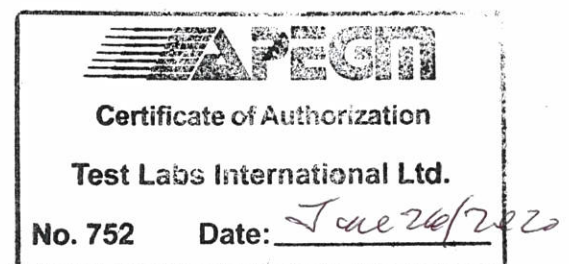 APEGM
Certificate of Authorization
Test Labs International Ltd.
No. 752 Date: June 26/2020